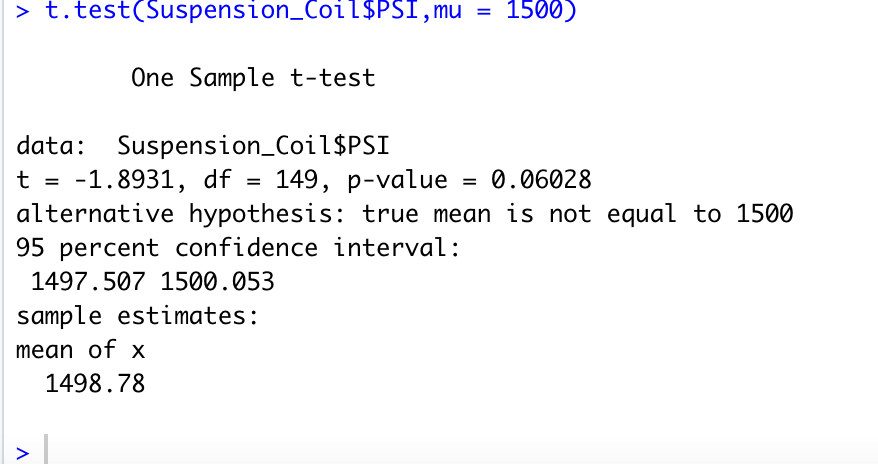 > t.test(Suspension_Coil$PSI,mu = 1500)
One Sample t-test
data:  Suspension_Coil$PSI
t = -1.8931, df = 149, p-value = 0.06028
alternative hypothesis: true mean is not equal to 1500
95 percent confidence interval:
1497.507 1500.053
sample estimates:
mean of x
1498.78
>